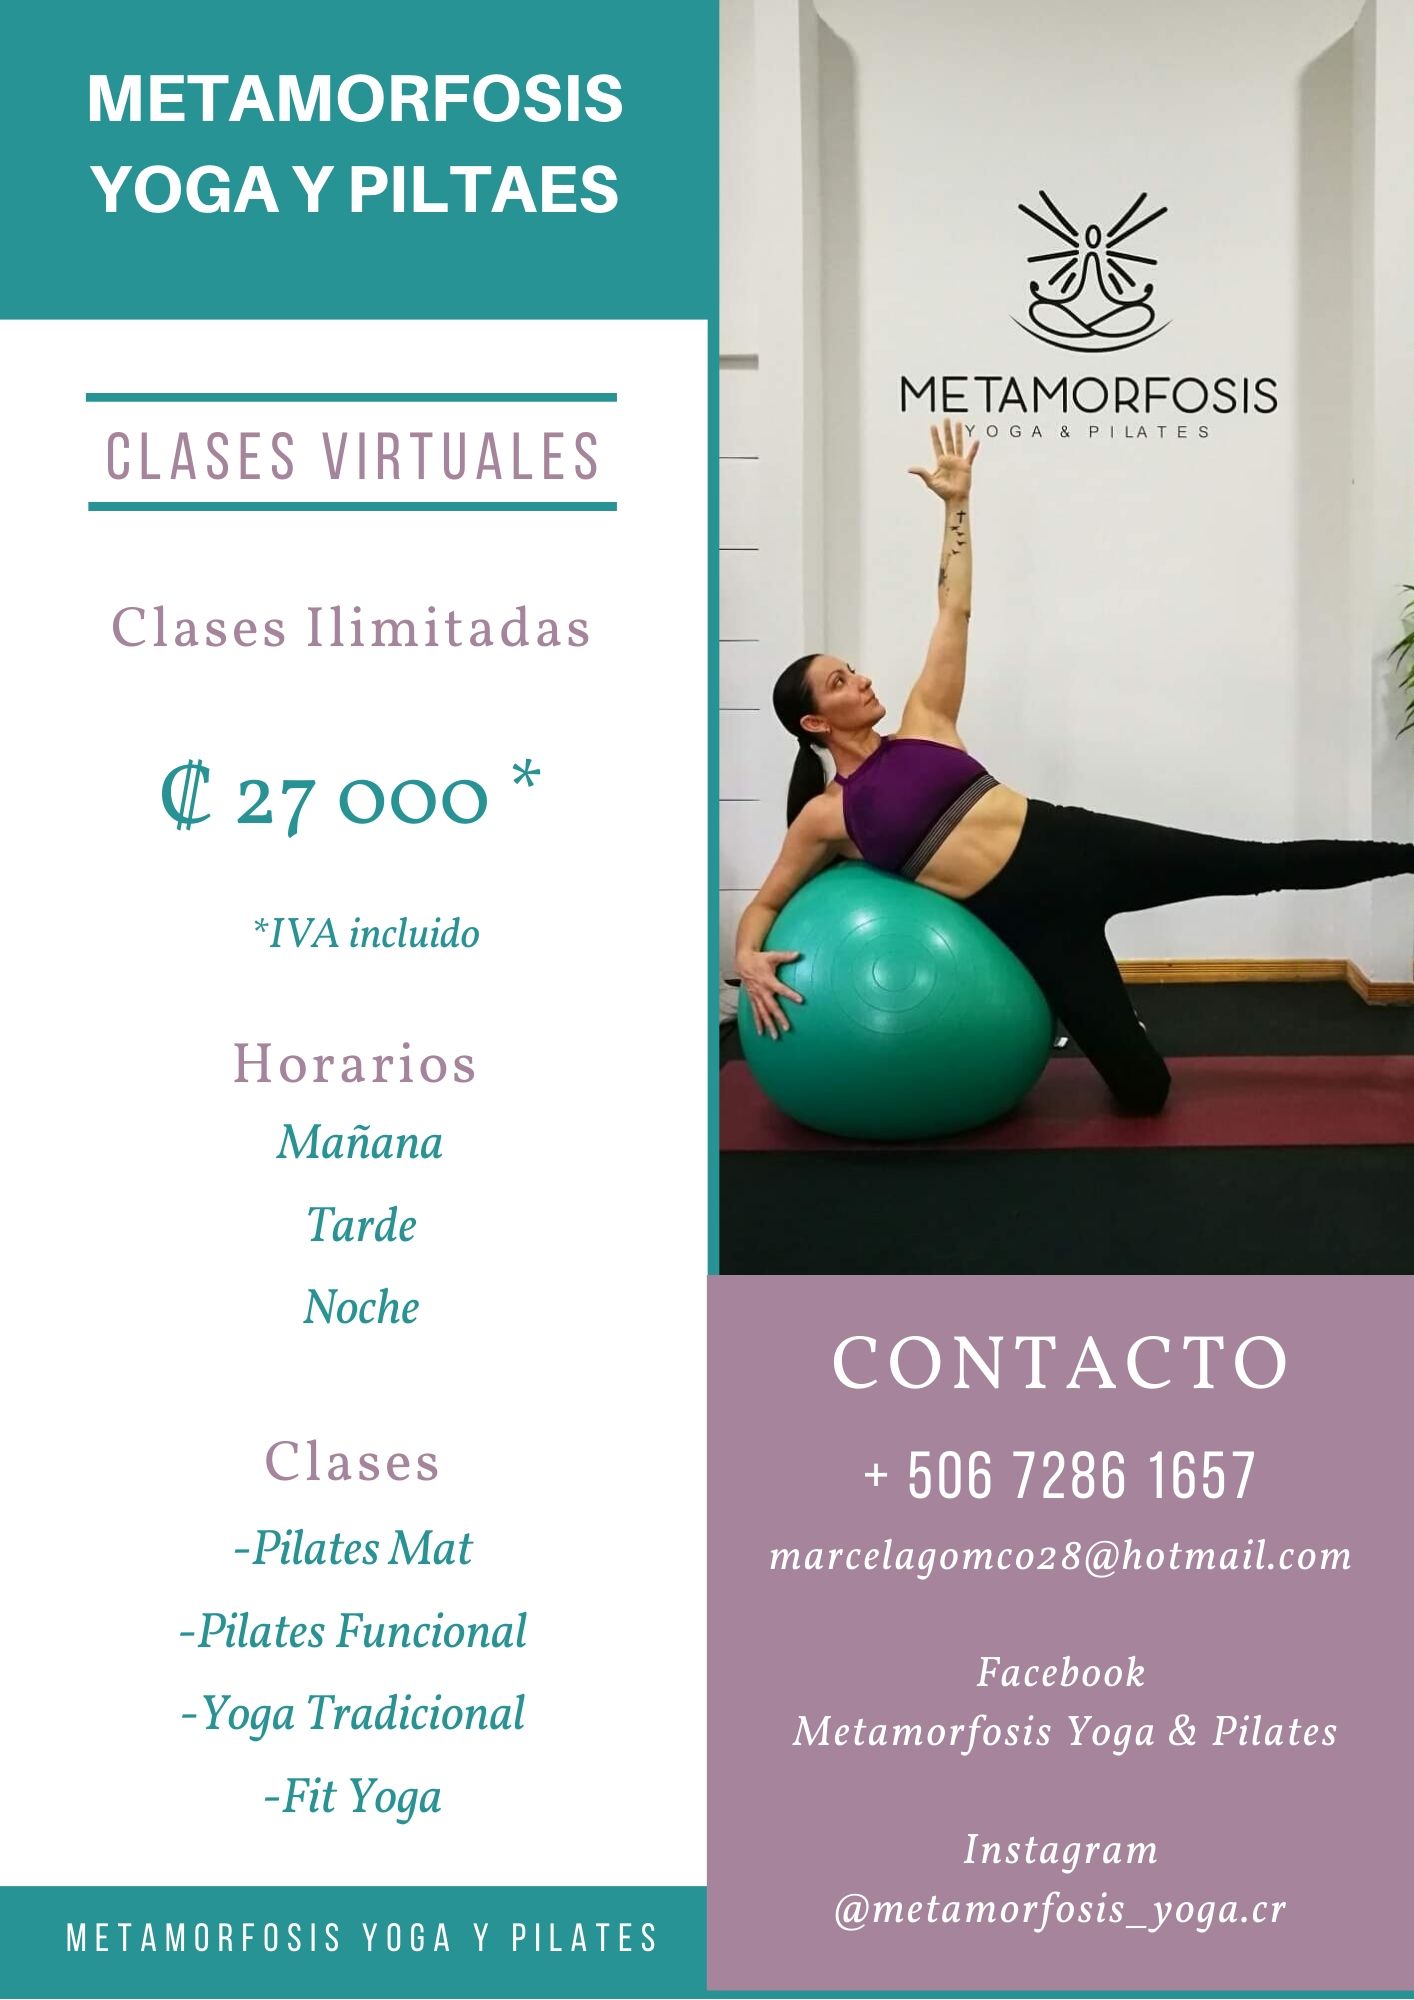 METAMORFOSIS
YOGA Y PILTAES
CLASES VIRTUALES
Clases Ilimitadas
₡ 27 000 *
*IVA incluido
Horarios
Mañana
Tarde
Noche
Clases
-Pilates Mat
-Pilates Funcional
-Yoga Tradicional
-Fit Yoga
METAMORFOSIS YOGA Y PILATES
METAMORFOSIS
YOGA & PILATES
CONTACTO
+ 506 7286 1657
marcelagomco28@hotmail.com
Facebook
Metamorfosis Yoga & Pilates
Instagram
@metamorfosis_yoga.cr